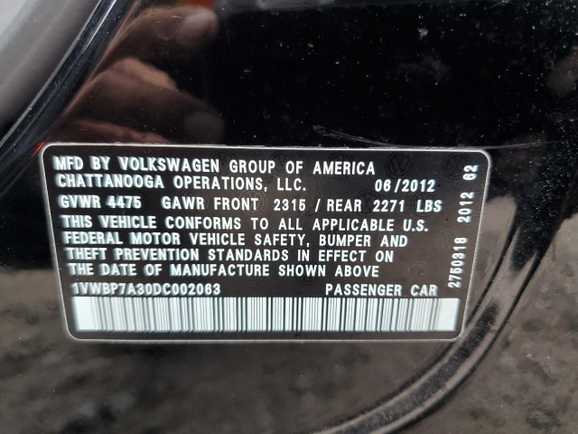 MFD BY VOLKSWAGEN GROUP OF AMERICA
CHATTANOOGA OPERATIONS, LLC. 06/2012
GVWR 4475 GAWR FRONT 2315 / REAR 2271 LBS
THIS VEHICLE CONFORMS TO ALL APPLICABLE U.S.
FEDERAL MOTOR VEHICLE SAFETY, BUMPER AND
THEFT PREVENTION STANDARDS IN EFFECT ON
THE DATE OF MANUFACTURE SHOWN ABOVE
1VWBP7A30DC002063 PASSENGER CAR
2750318 2012 62